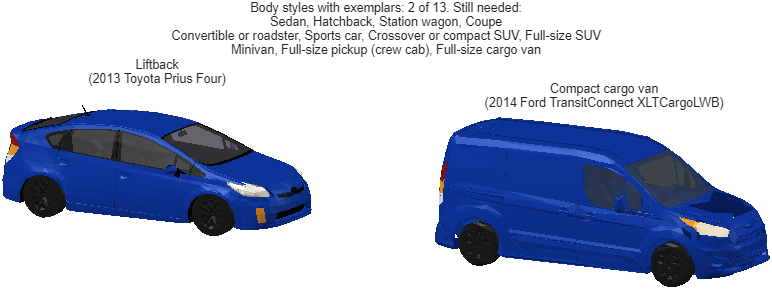 Body styles with exemplars: 2 of 13. Still needed:
Sedan, Hatchback, Station wagon, Coupe
Convertible or roadster, Sports car, Crossover or compact SUV, Full-size SUV
Minivan, Full-size pickup (crew cab), Full-size cargo van
Liftback
(2013 Toyota Prius Four)
Compact cargo van
(2014 Ford TransitConnect XLTCargoLWB)